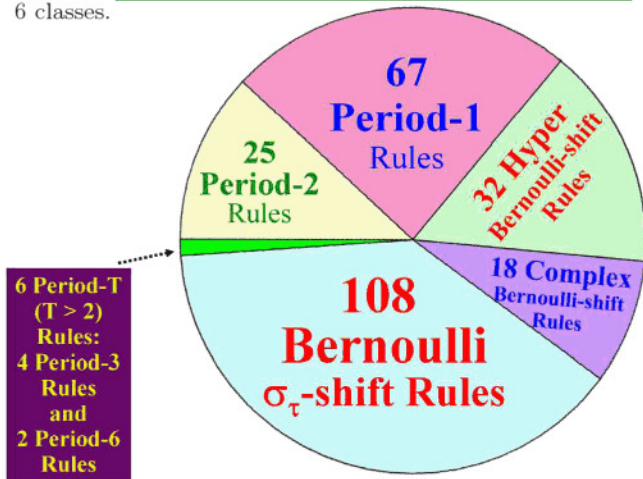 6 classes.
67
Period-1
Rules
25
Period-2
Rules
32 Hyper
Bernoulli-shift
Rules
18 Complex
Bernoulli-shift
Rules
108
Bernoulli
στ-shift Rules
6 Period-T
(T > 2)
Rules:
4 Period-3
Rules
and
2 Period-6
Rules